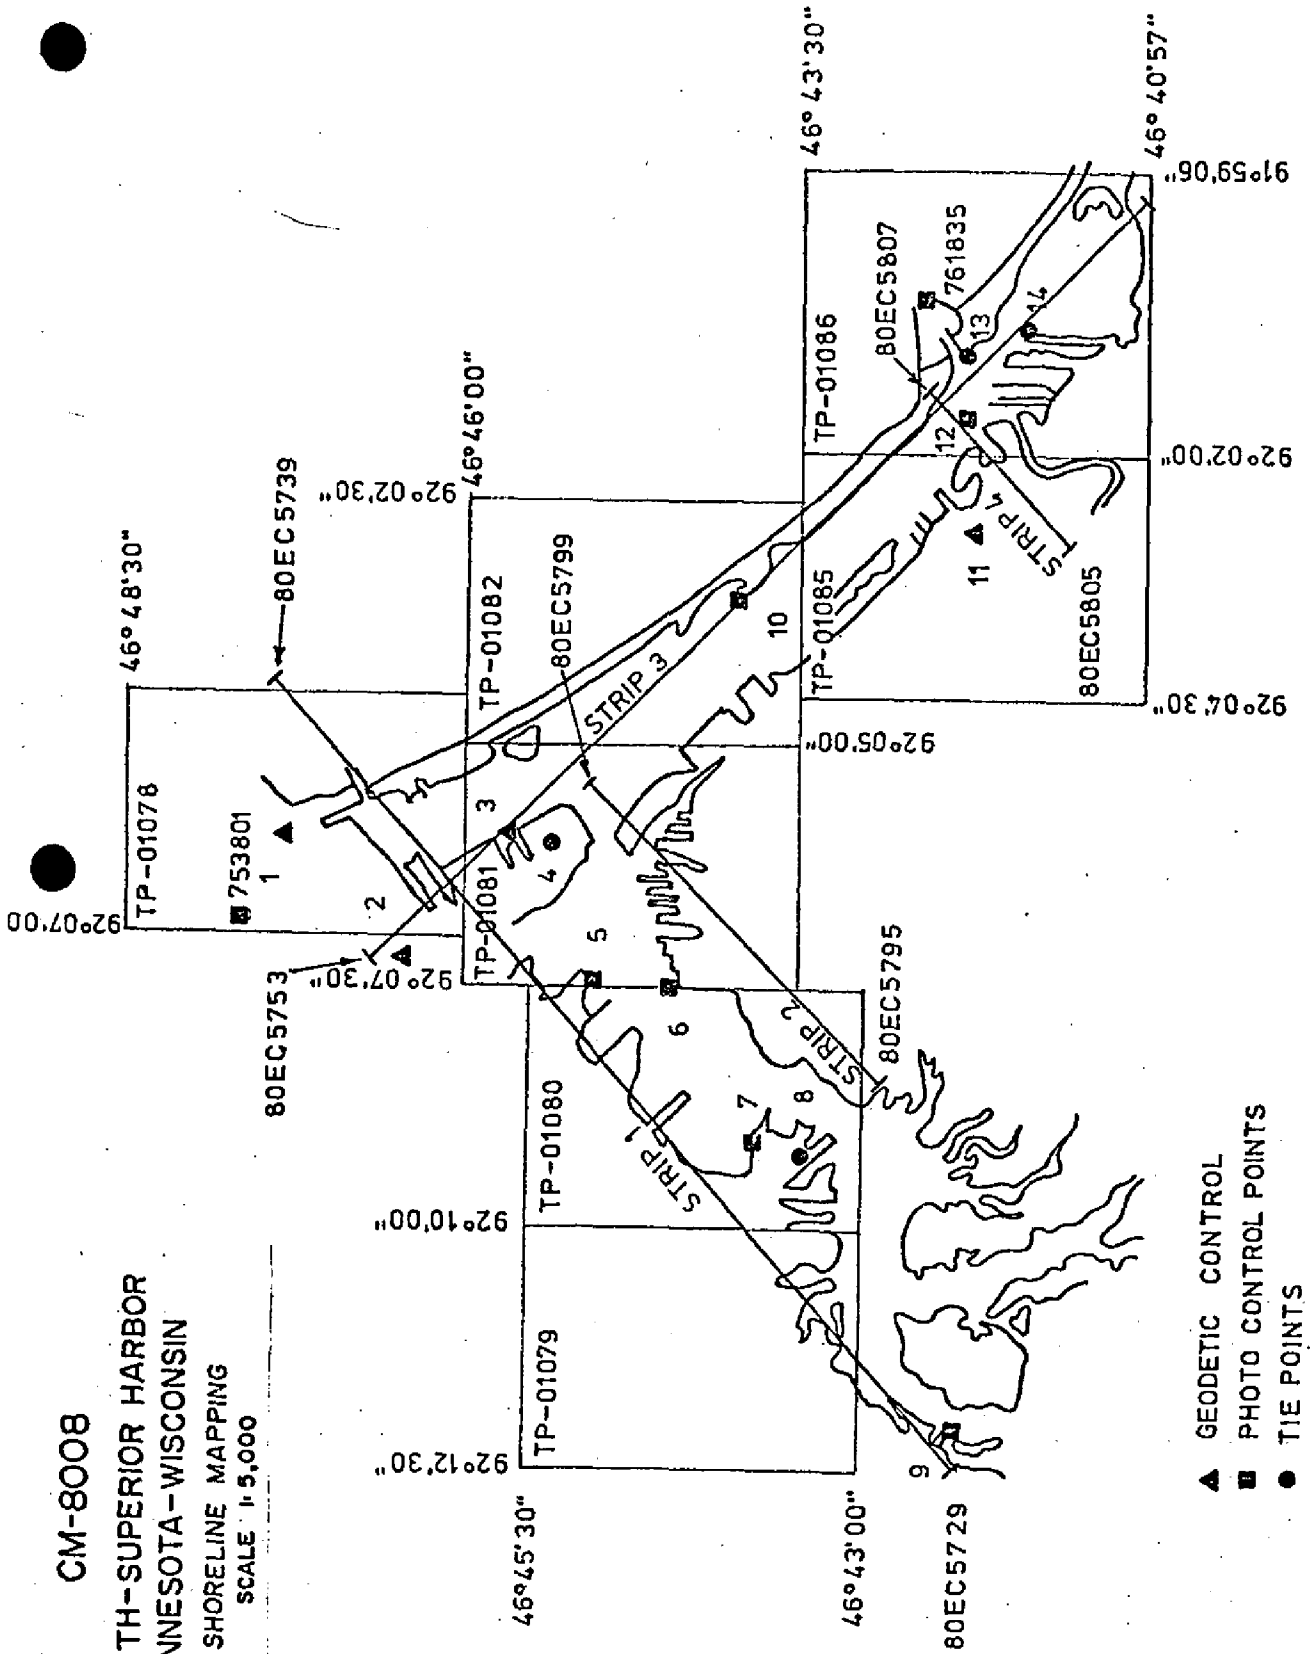 CM-8008
TH-SUPERIOR HARBOR
NNESOTA-WISCONSIN
SHORELINE MAPPING
SCALE 1:5,000
46° 48'30"
46° 46'00"
46° 43'30"
46° 40'57"
46° 45'30"
46° 43'00"
92°07'00
92°07'30"
92°02'30"
92°05'00"
92°04'30"
92°02'00"
91°59'06"
92°10'00"
92°12'30"
TP-01078
TP-01079
TP-01080
TP-01081
TP-01082
TP-01085
TP-01086
80EC5739
80EC5753
80EC5799
80EC5795
80EC5807
80EC5805
80EC5729
753801
761835
STRIP 1
STRIP 2
STRIP 3
STRIP 4
1
2
3
4
5
6
7
8
9
10
11
12
13
14
GEODETIC CONTROL
PHOTO CONTROL POINTS
TIE POINTS